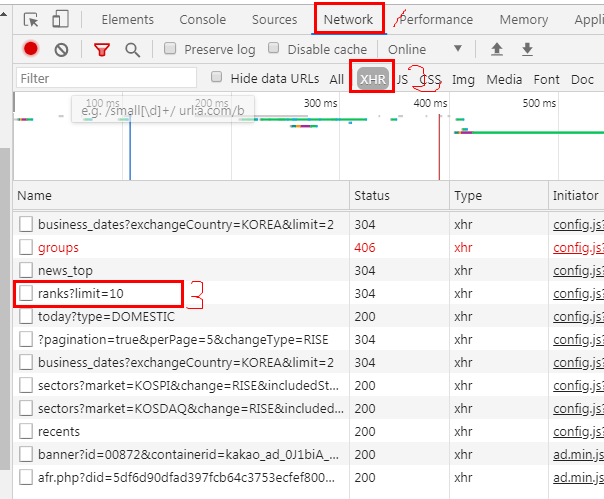 Elements Console Sources Network 1 Performance Memory Appli
Preserve log Disable cache Online
Filter Hide data URLs All XHR JS 2 CSS Img Media Font Doc
100 ms 200 ms 300 ms 400 ms 500 ms
e.g. /small[\d]+/ url:a.com/b
Name Status Type Initiator
business_dates?exchangeCountry=KOREA&limit=2 304 xhr config.js?
groups 406 xhr config.js?
news_top 304 xhr config.js?
ranks?limit=10 3 304 xhr config.js?
today?type=DOMESTIC 200 xhr config.js?
?pagination=true&perPage=5&changeType=RISE 304 xhr config.js?
business_dates?exchangeCountry=KOREA&limit=2 200 xhr config.js?
sectors?market=KOSPI&change=RISE&includedSt... 200 xhr config.js?
sectors?market=KOSDAQ&change=RISE&included... 200 xhr config.js?
recents 200 xhr config.js?
banner?id=00872&containerid=kakao_ad_0J1biA_... 200 xhr ad.min.js
afr.php?did=5df6d90dfad397fcb64c3753ecfef800... 200 xhr ad.min.js